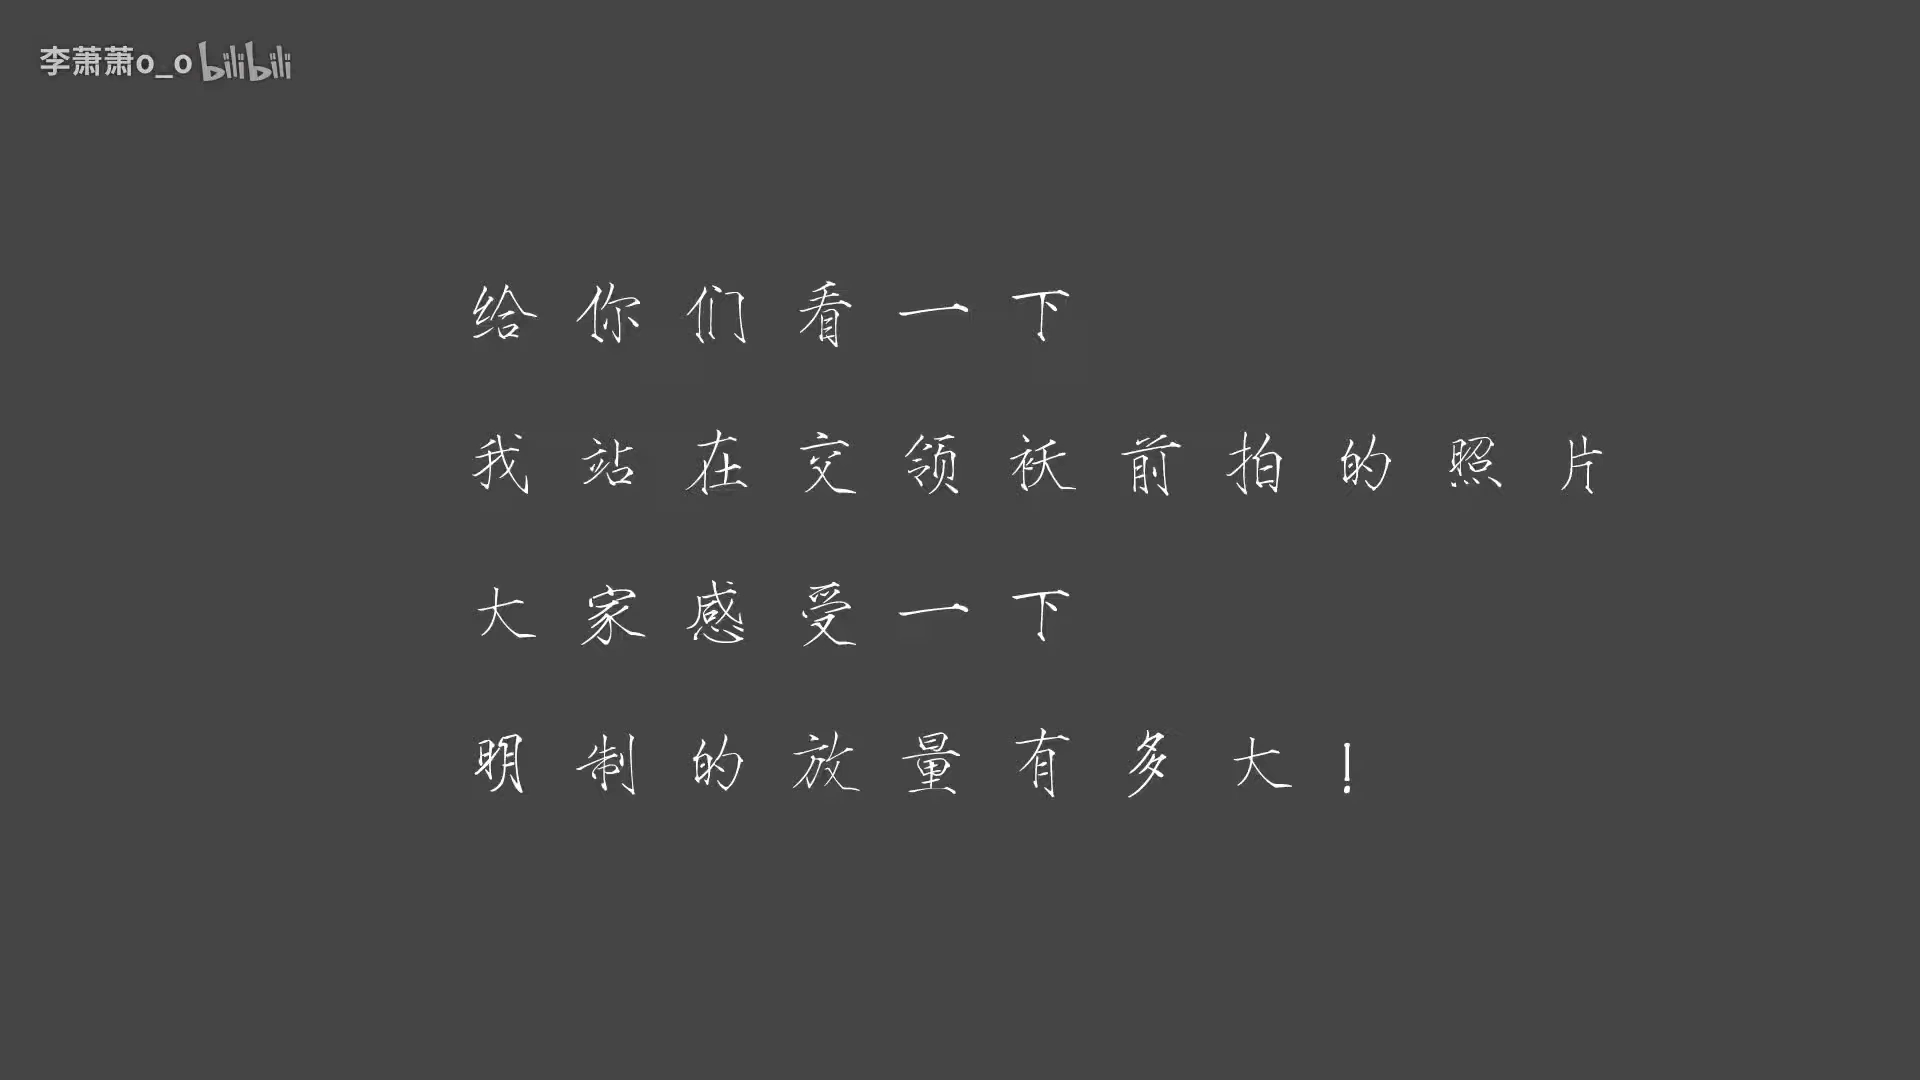 李萧萧o_o bilibili
给你们看一下
我站在交领袄前拍的照片
大家感受一下
明制的放量有多大！